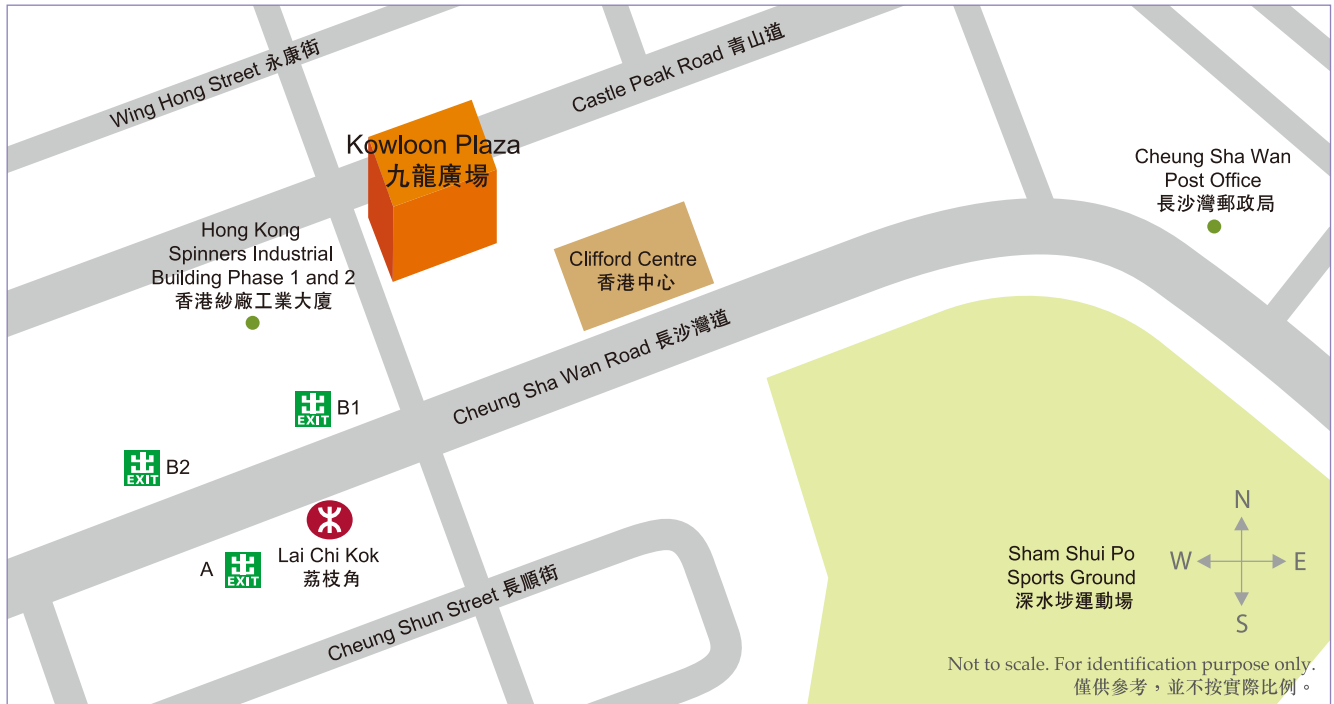 Wing Hong Street 永康街
Castle Peak Road 青山道
Kowloon Plaza
九龍廣場
Cheung Sha Wan
Post Office
長沙灣郵政局
Hong Kong
Spinners Industrial
Building Phase 1 and 2
香港紗廠工業大廈
Clifford Centre
香港中心
Cheung Sha Wan Road 長沙灣道
出
EXIT
B1
出
EXIT
B2
Lai Chi Kok
荔枝角
A
出
EXIT
Cheung Shun Street 長順街
Sham Shui Po
Sports Ground
深水埗運動場
N
W
E
S
Not to scale. For identification purpose only.
僅供參考，並不按實際比例。